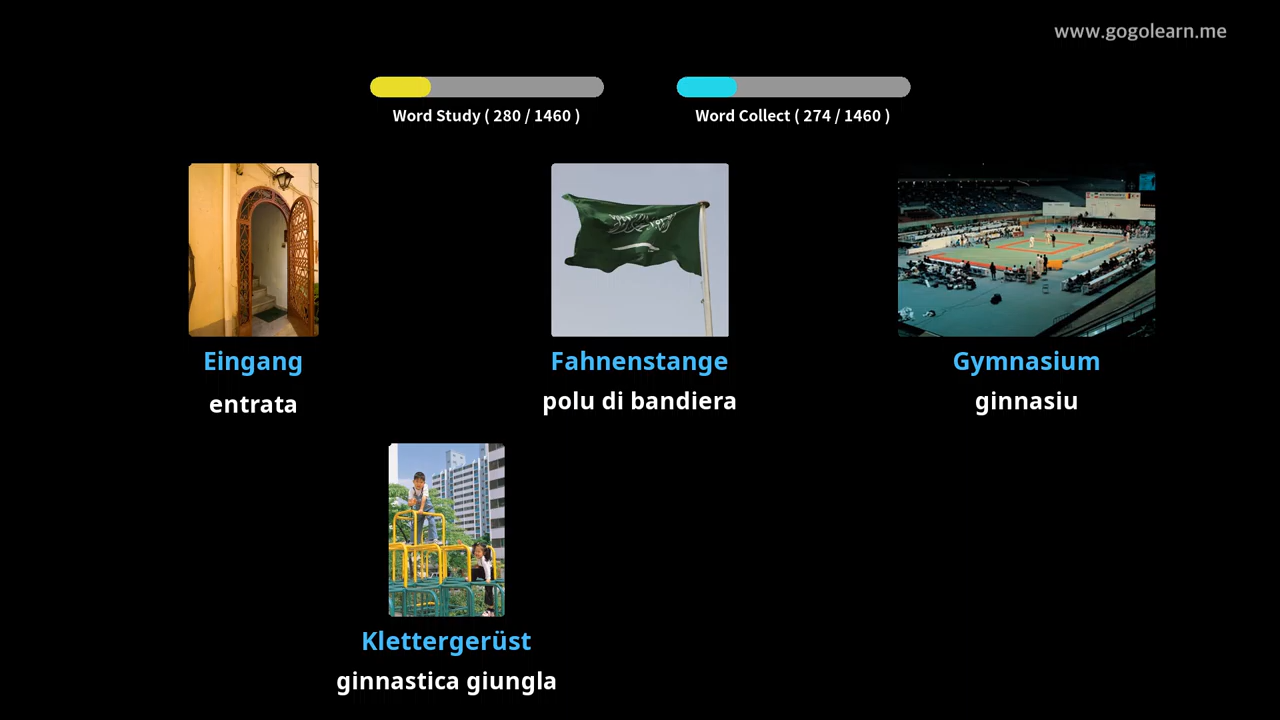 www.gogolearn.me
Word Study ( 280 / 1460 )
Word Collect ( 274 / 1460 )
Eingang
entrata
Fahnenstange
polu di bandiera
Gymnasium
ginnasiu
Klettergerüst
ginnastica giungla